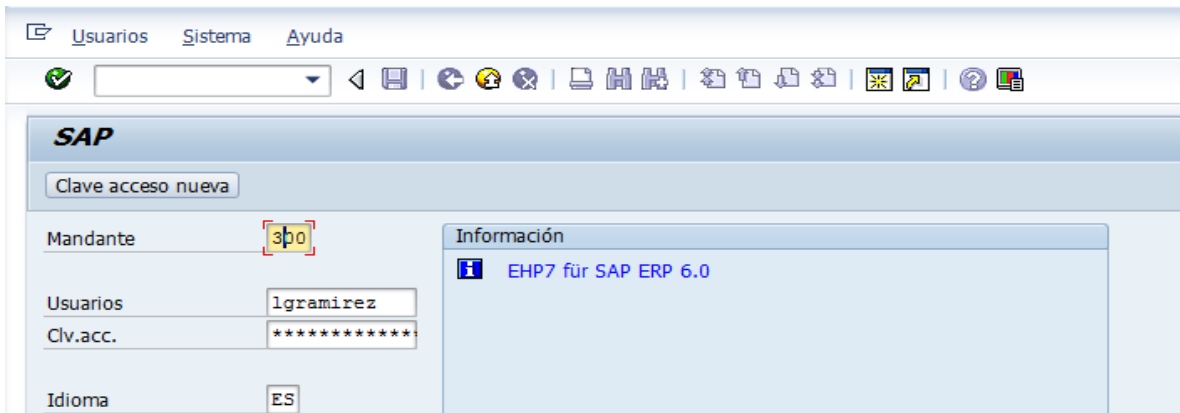 Usuarios Sistema Ayuda
SAP
Clave acceso nueva
Mandante 300
Información
EHP7 für SAP ERP 6.0
Usuarios lgramirez
Clv.acc. ************
Idioma ES